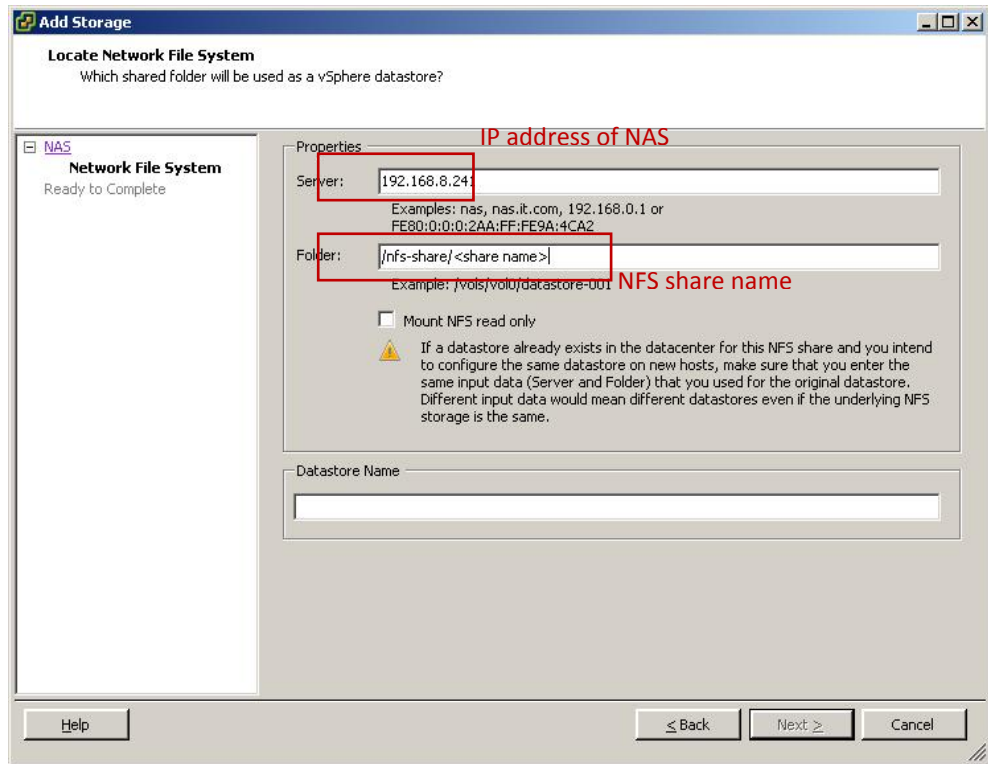 Add Storage
Locate Network File System
Which shared folder will be used as a vSphere datastore?
NAS
Network File System
Ready to Complete
IP address of NAS
Properties
Server: 192.168.8.241
Examples: nas, nas.it.com, 192.168.0.1 or
FE80:0:0:0:2AA:FF:FE9A:4CA2
Folder: /nfs-share/<share name>
Example: /vols/vol0/datastore-001
NFS share name
Mount NFS read only
If a datastore already exists in the datacenter for this NFS share and you intend
to configure the same datastore on new hosts, make sure that you enter the
same input data (Server and Folder) that you used for the original datastore.
Different input data would mean different datastores even if the underlying NFS
storage is the same.
Datastore Name
Help
< Back
Next >
Cancel